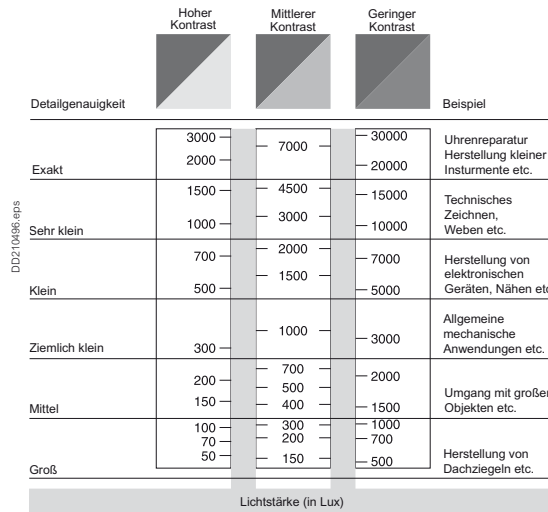 Hoher
Kontrast
Mittlerer
Kontrast
Geringer
Kontrast
Detailgenauigkeit
Beispiel
3000
2000
7000
30000
20000
Exakt
Uhrenreparatur
Herstellung kleiner
Insturmente etc.
1500
1000
4500
3000
15000
10000
Sehr klein
Technisches
Zeichnen,
Weben etc.
700
500
2000
1500
7000
5000
Klein
Herstellung von
elektronischen
Geräten, Nähen etc
300
1000
3000
Ziemlich klein
Allgemeine
mechanische
Anwendungen etc.
200
150
700
500
400
2000
1500
Mittel
Umgang mit großen
Objekten etc.
100
70
50
300
200
150
1000
700
500
Groß
Herstellung von
Dachziegeln etc.
Lichtstärke (in Lux)
DD210496.eps